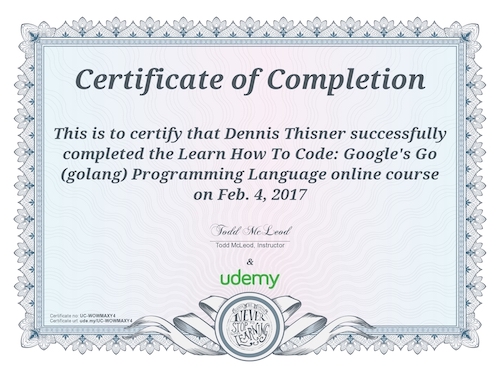 Certificate of Completion
This is to certify that Dennis Thisner successfully
completed the Learn How To Code: Google's Go
(golang) Programming Language online course
on Feb. 4, 2017
Todd McLeod
Todd McLeod, Instructor
&
udemy
Certificate no: UC-WOWMAXY4
Certificate url: ude.my/UC-WOWMAXY4
NEVER
STOP
LEARNING